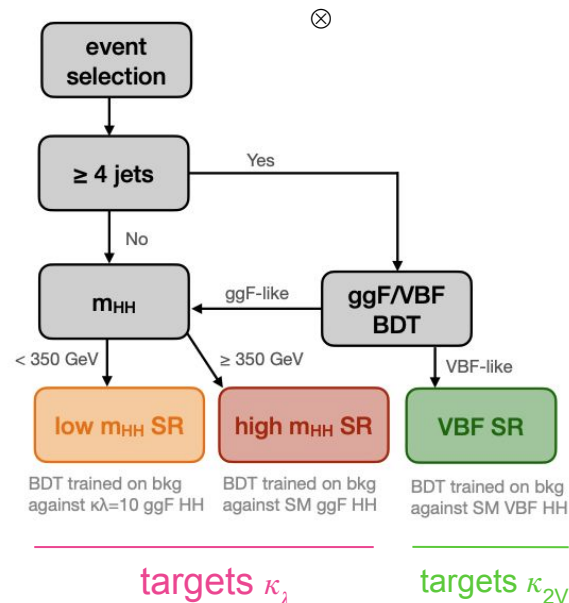 ⊗
event
selection
≥ 4 jets
Yes
No
m_HH
ggF-like
ggF/VBF
BDT
< 350 GeV
≥ 350 GeV
VBF-like
low m_HH SR
high m_HH SR
VBF SR
BDT trained on bkg
against κλ=10 ggF HH
BDT trained on bkg
against SM ggF HH
BDT trained on bkg
against SM VBF HH
targets κ_λ
targets κ_2V